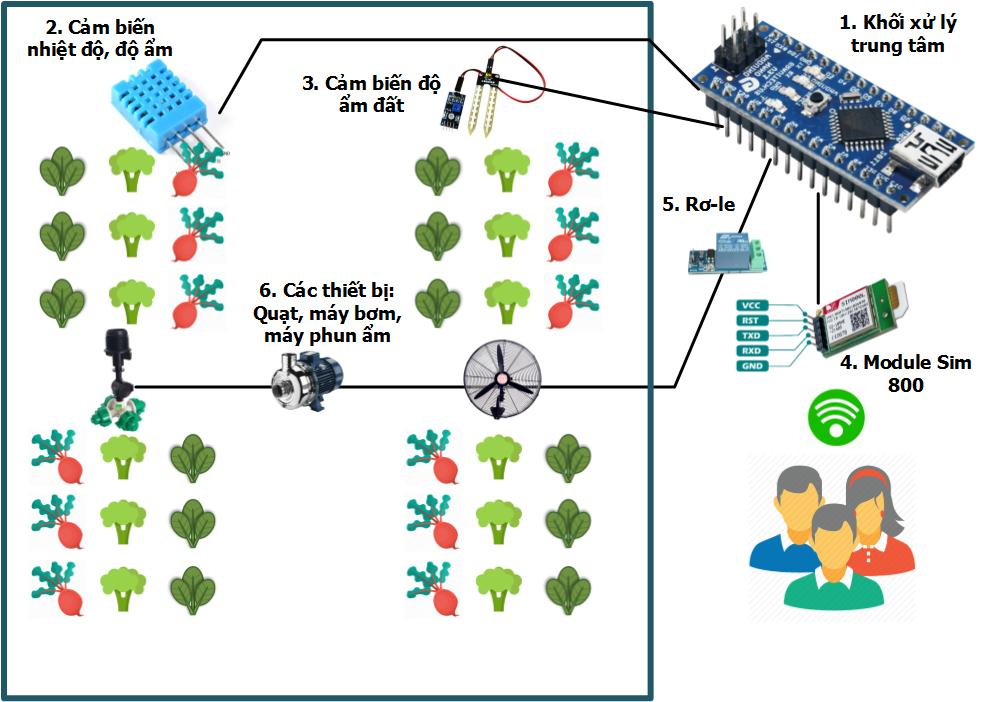 2. Cảm biến
nhiệt độ, độ ẩm
1. Khối xử lý
trung tâm
3. Cảm biến độ
ẩm đất
5. Rơ-le
6. Các thiết bị:
Quạt, máy bơm,
máy phun ẩm
VCC
RST
TXD
RXD
GND
SIM800L
4. Module Sim
800